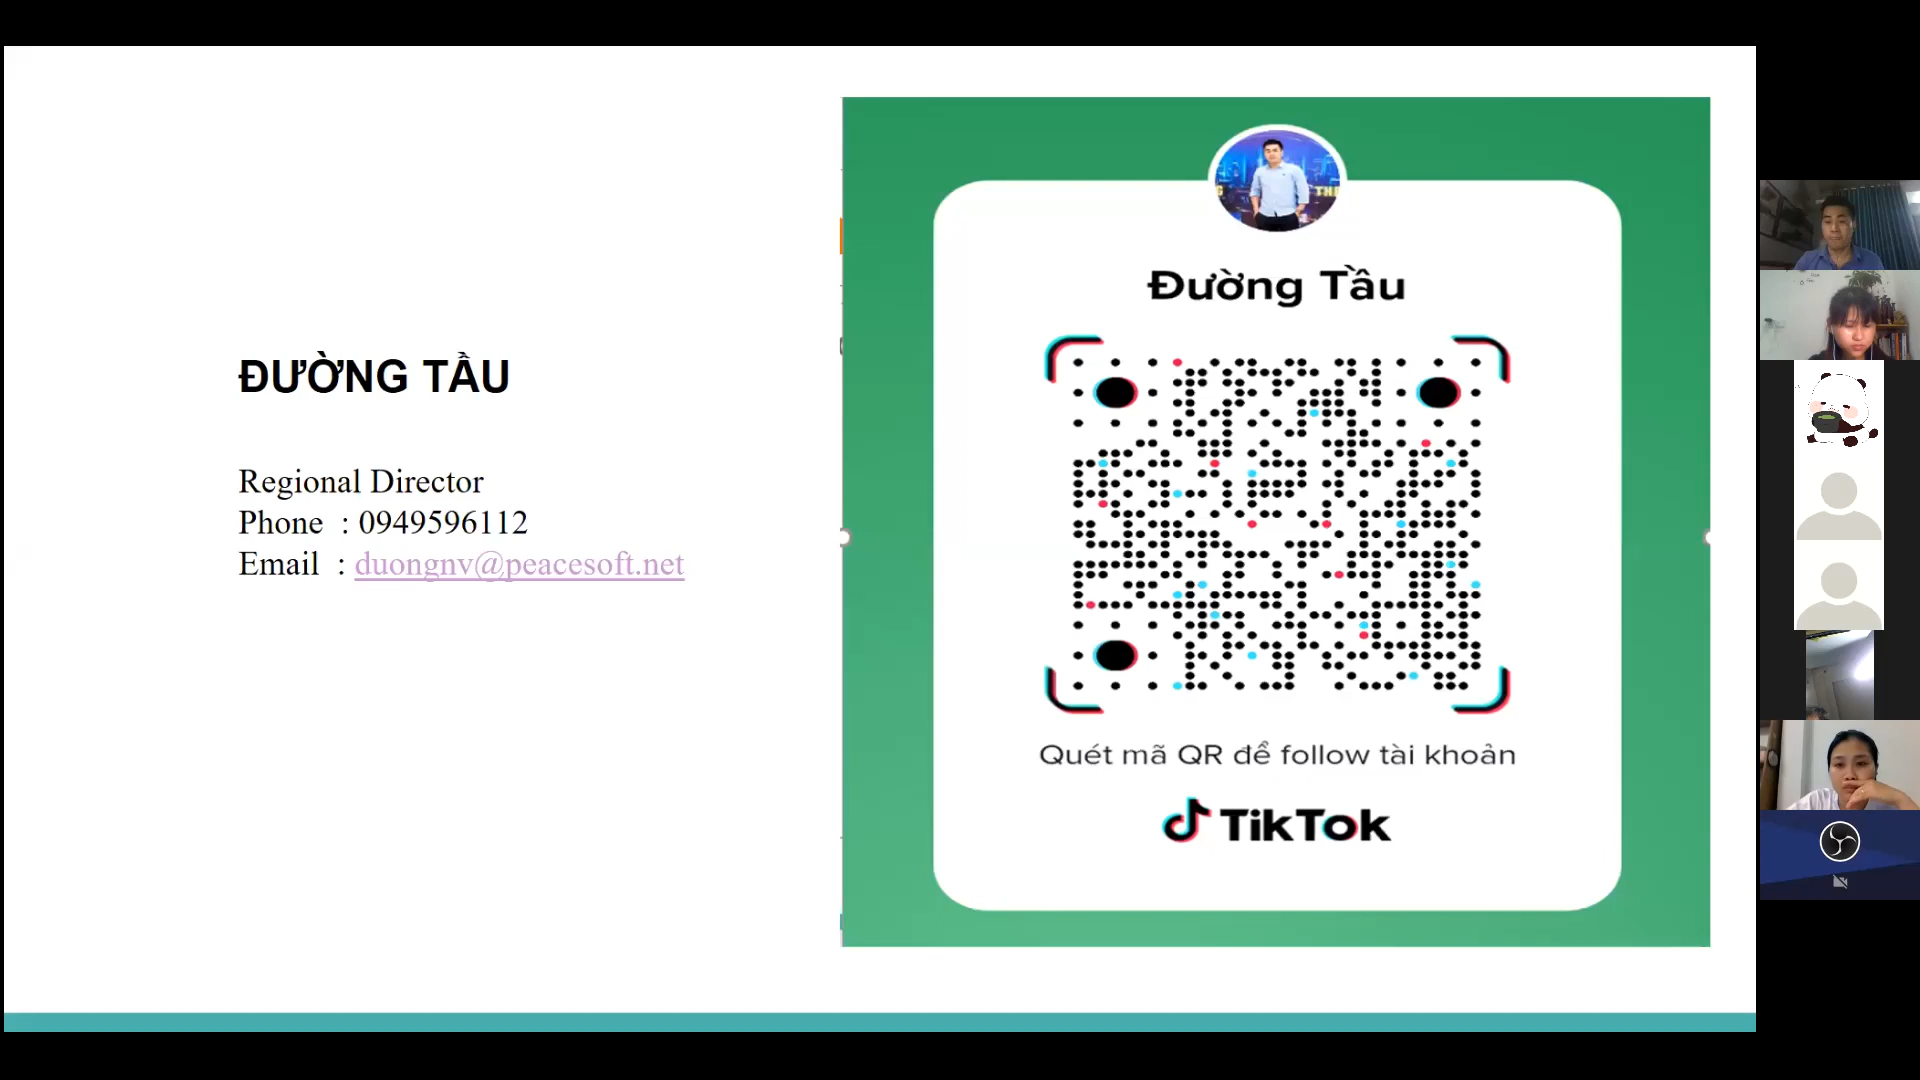 ĐƯỜNG TẦU
Regional Director
Phone : 0949596112
Email : duongnv@peacesoft.net
Đường Tầu
Quét mã QR để follow tài khoản
TikTok